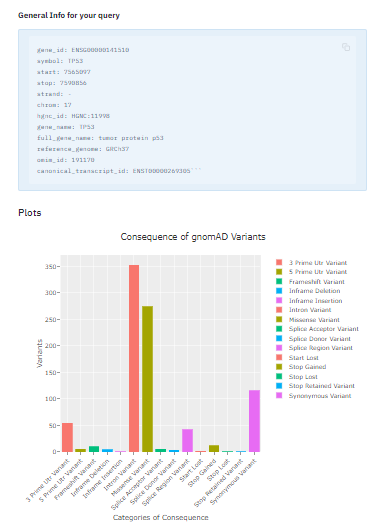 General Info for your query
gene_id: ENSG00000141510
symbol: TP53
start: 7565097
stop: 7590856
strand: -
chrom: 17
hgnc_id: HGNC:11998
gene_name: TP53
full_gene_name: tumor protein p53
reference_genome: GRCh37
omim_id: 191170
canonical_transcript_id: ENST00000269305```
Plots
Consequence of gnomAD Variants
Variants
350
300
250
200
150
100
50
0
3 Prime Utr Variant
5 Prime Utr Variant
Frameshift Variant
Inframe Deletion
Inframe Insertion
Intron Variant
Missense Variant
Splice Acceptor Variant
Splice Donor Variant
Splice Region Variant
Start Lost
Stop Gained
Stop Lost
Stop Retained Variant
Synonymous Variant
Categories of Consequence
3 Prime Utr Variant
5 Prime Utr Variant
Frameshift Variant
Inframe Deletion
Inframe Insertion
Intron Variant
Missense Variant
Splice Acceptor Variant
Splice Donor Variant
Splice Region Variant
Start Lost
Stop Gained
Stop Lost
Stop Retained Variant
Synonymous Variant